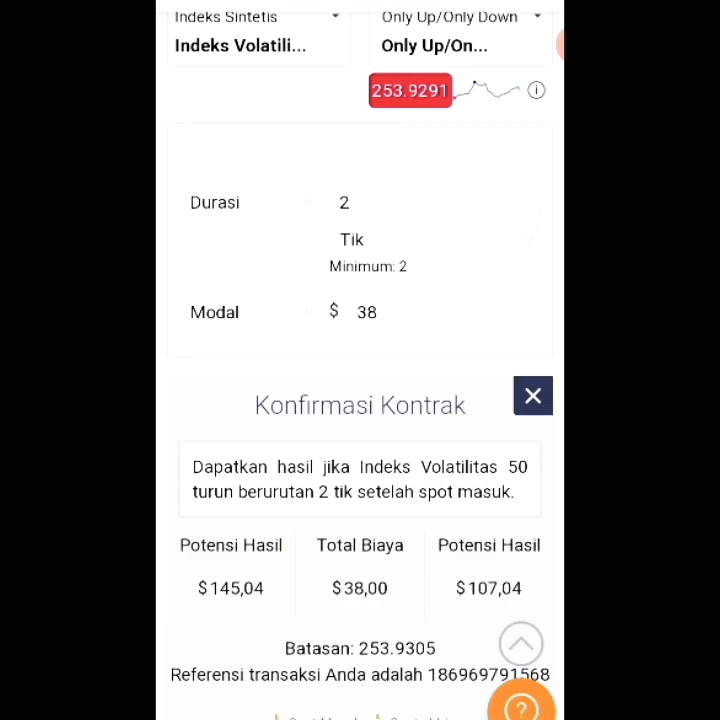 Indeks Sintetis
Only Up/Only Down
Indeks Volatili...
Only Up/On...
253.9291
Durasi
2
Tik
Minimum: 2
Modal
$ 38
Konfirmasi Kontrak
Dapatkan hasil jika Indeks Volatilitas 50
turun berurutan 2 tik setelah spot masuk.
Potensi Hasil
Total Biaya
Potensi Hasil
$145,04
$38,00
$107,04
Batasan: 253.9305
Referensi transaksi Anda adalah 186969791568
?